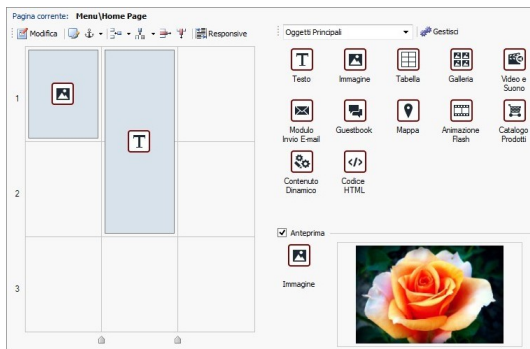 Pagina corrente: Menu\Home Page
Modifica
Responsive
Oggetti Principali
Gestisci
1
2
3
T
T
Testo
Immagine
Tabella
Galleria
Video e
Suono
Modulo
Invio E-mail
Guestbook
Mappa
Animazione
Flash
Catalogo
Prodotti
Contenuto
Dinamico
</>
Codice
HTML
Anteprima
Immagine